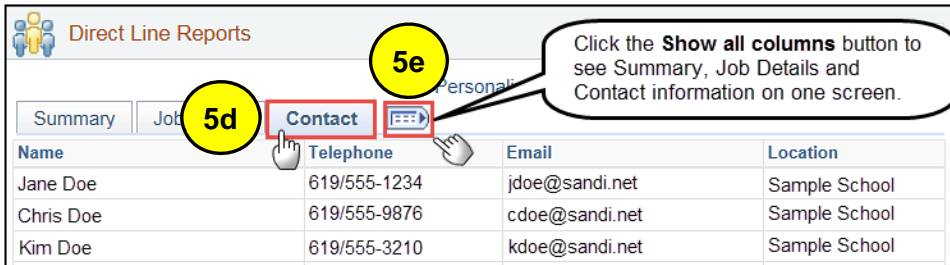 Direct Line Reports
5e
Click the Show all columns button to
see Summary, Job Details and
Contact information on one screen.
Summary
5d
Contact
Name Telephone Email Location
Jane Doe 619/555-1234 jdoe@sandi.net Sample School
Chris Doe 619/555-9876 cdoe@sandi.net Sample School
Kim Doe 619/555-3210 kdoe@sandi.net Sample School